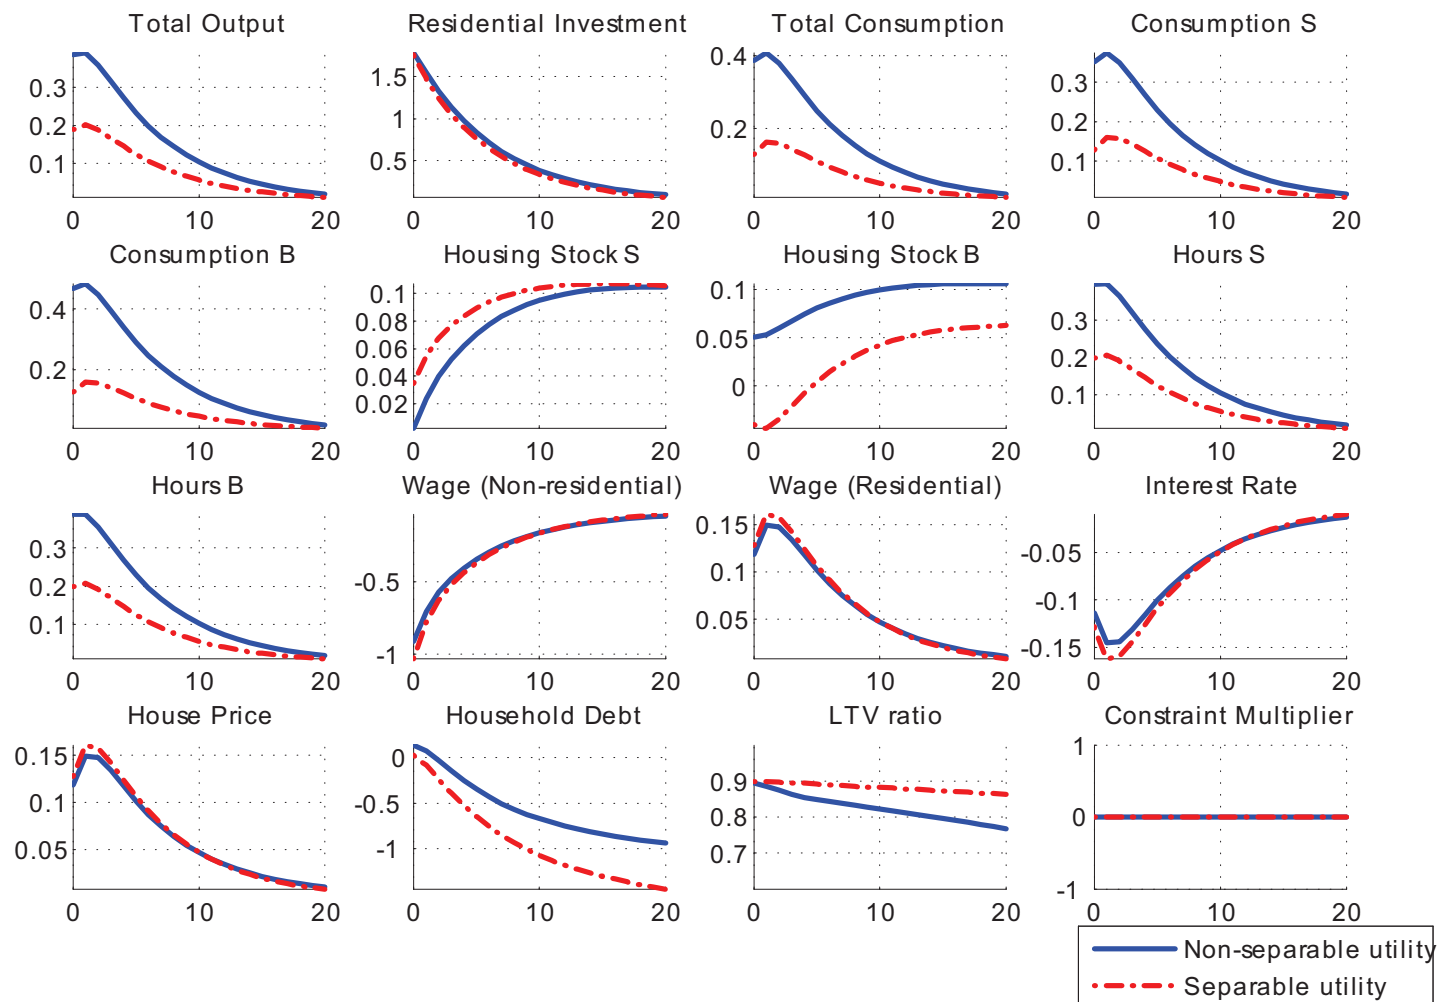 Total Output Residential Investment Total Consumption Consumption S
0.3 1.5 0.4 0.3
0.2 0.5 0.2 0.2
0.1 0.1
0 10 20 0 10 20 0 10 20 0 10 20
Consumption B Housing Stock S Housing Stock B Hours S
0.4 0.1 0.1 0.3
0.2 0.08 0.05 0.2
0.06 0 0.1
0.04
0.02
0 10 20 0 10 20 0 10 20 0 10 20
Hours B Wage (Non-residential) Wage (Residential) Interest Rate
0.3 -0.5 0.15 -0.05
0.2 -1 0.1 -0.1
0.1 0.05 -0.15
0 10 20 0 10 20 0 10 20 0 10 20
House Price Household Debt LTV ratio Constraint Multiplier
0.15 0 0.9 1
0.1 -0.5 0.8 0
0.05 -1 0.7 -1
0 10 20 0 10 20 0 10 20 0 10 20
Non-separable utility
Separable utility